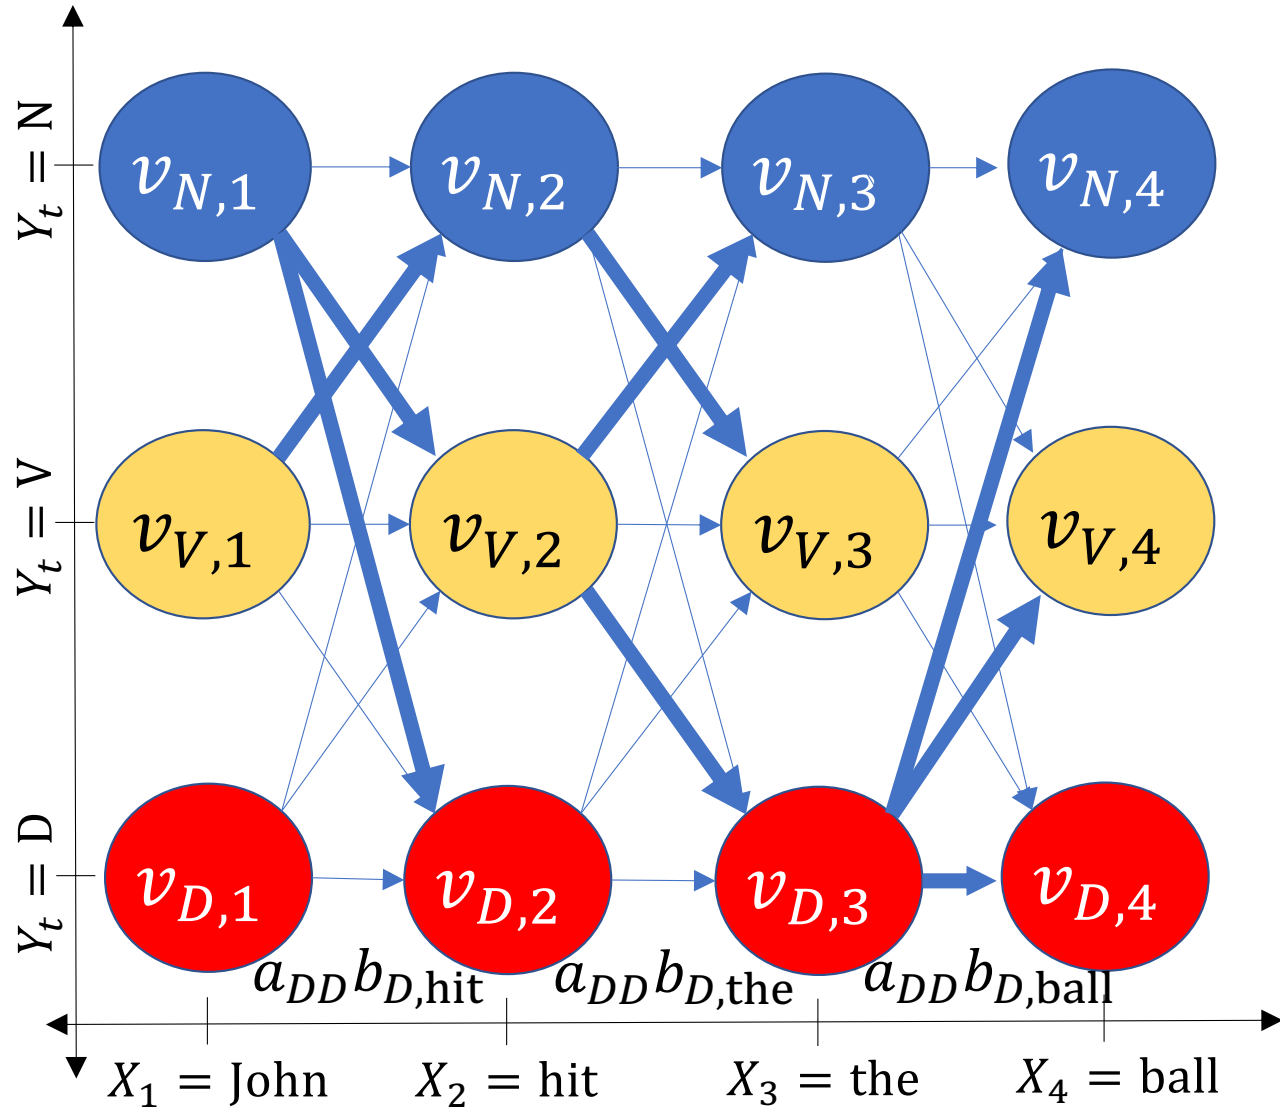 Y_t = N
v_{N,1} v_{N,2} v_{N,3} v_{N,4}
Y_t = V
v_{V,1} v_{V,2} v_{V,3} v_{V,4}
Y_t = D
v_{D,1} v_{D,2} v_{D,3} v_{D,4}
a_{DD}b_{D,hit} a_{DD}b_{D,the} a_{DD}b_{D,ball}
X_1 = John X_2 = hit X_3 = the X_4 = ball